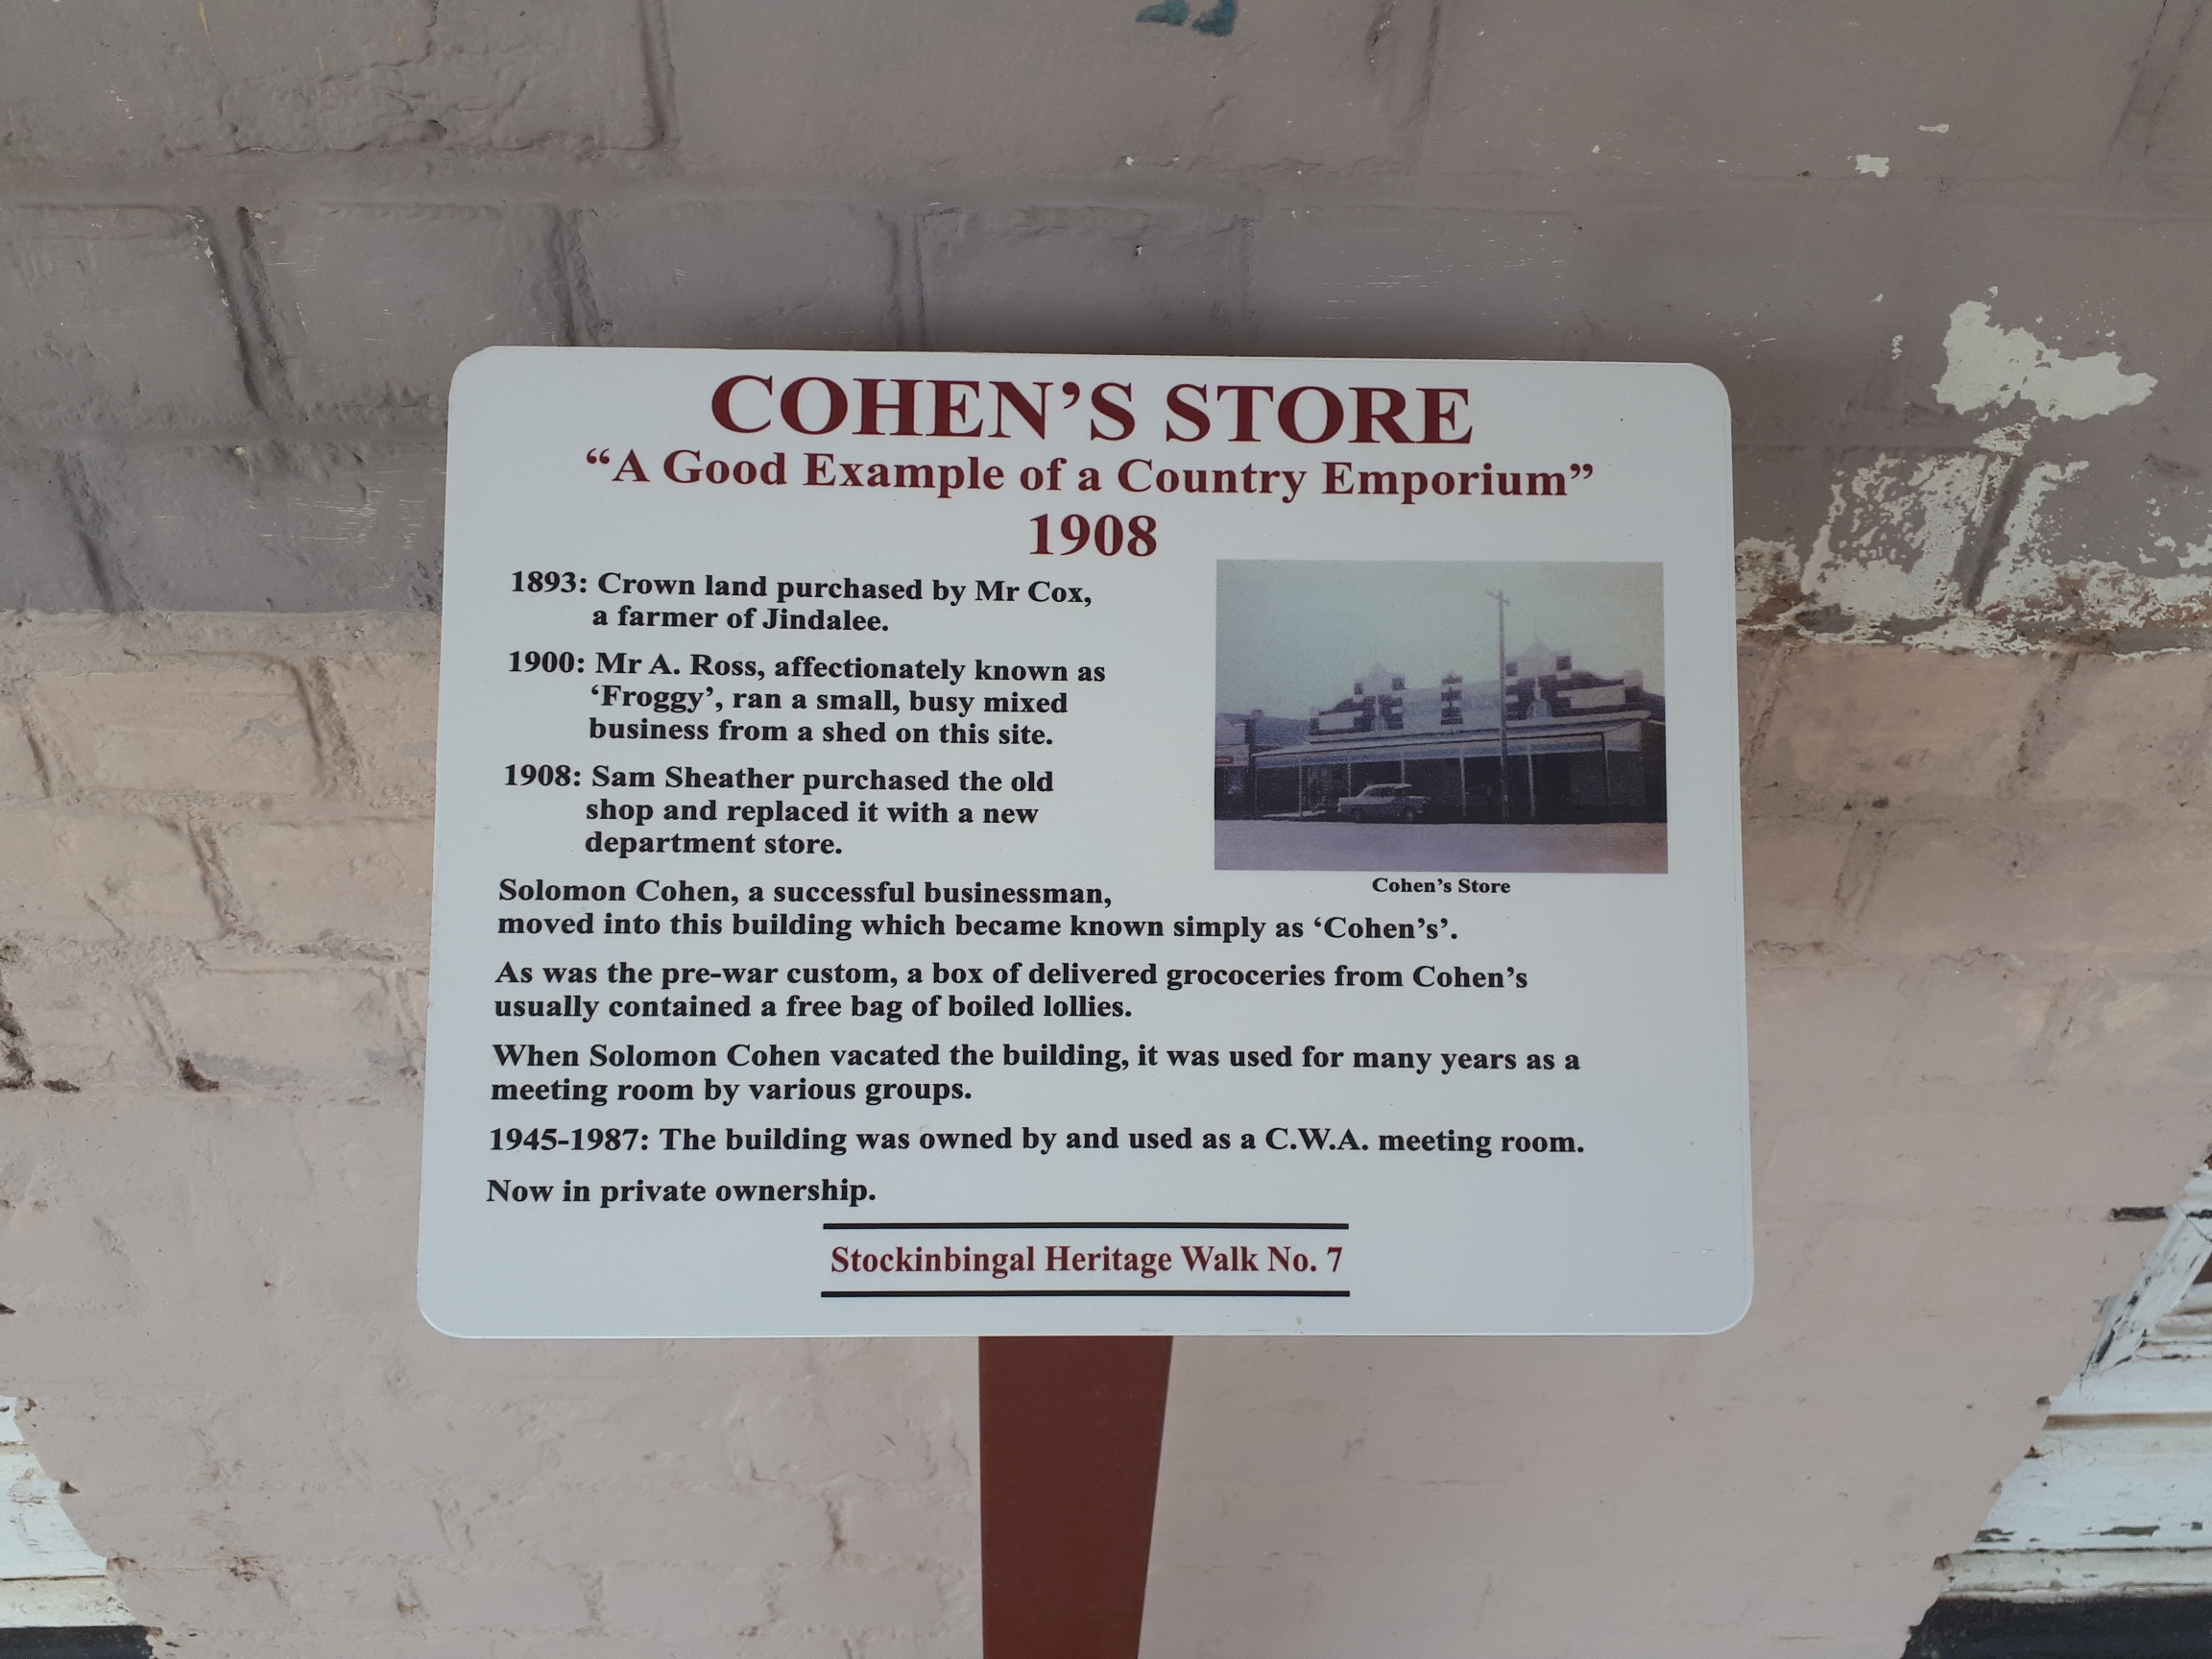 COHEN’S STORE
“A Good Example of a Country Emporium”
1908
1893: Crown land purchased by Mr Cox,
a farmer of Jindalee.
1900: Mr A. Ross, affectionately known as
‘Froggy’, ran a small, busy mixed
business from a shed on this site.
1908: Sam Sheather purchased the old
shop and replaced it with a new
department store.
Cohen’s Store
Solomon Cohen, a successful businessman,
moved into this building which became known simply as ‘Cohen’s’.
As was the pre-war custom, a box of delivered grococeries from Cohen’s
usually contained a free bag of boiled lollies.
When Solomon Cohen vacated the building, it was used for many years as a
meeting room by various groups.
1945-1987: The building was owned by and used as a C.W.A. meeting room.
Now in private ownership.
Stockinbingal Heritage Walk No. 7